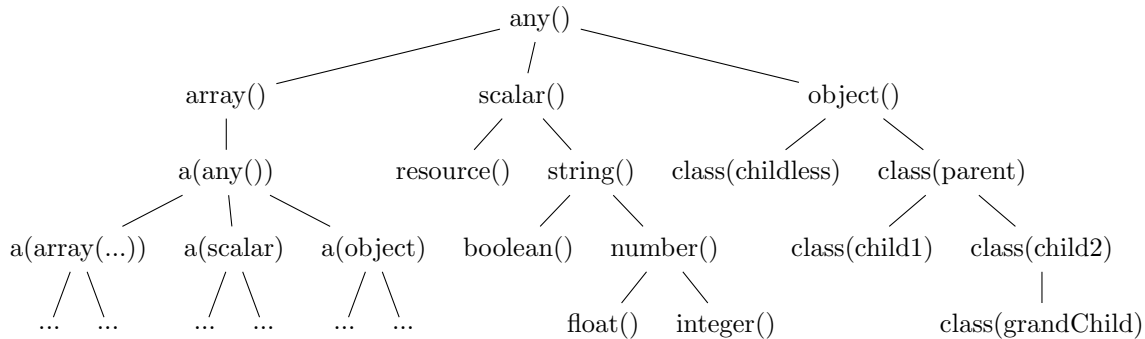 any()
array() scalar() object()
a(any()) resource() string() class(childless) class(parent)
a(array(...)) a(scalar) a(object) boolean() number() class(child1) class(child2)
... ... ... ... ... ... float() integer() class(grandChild)